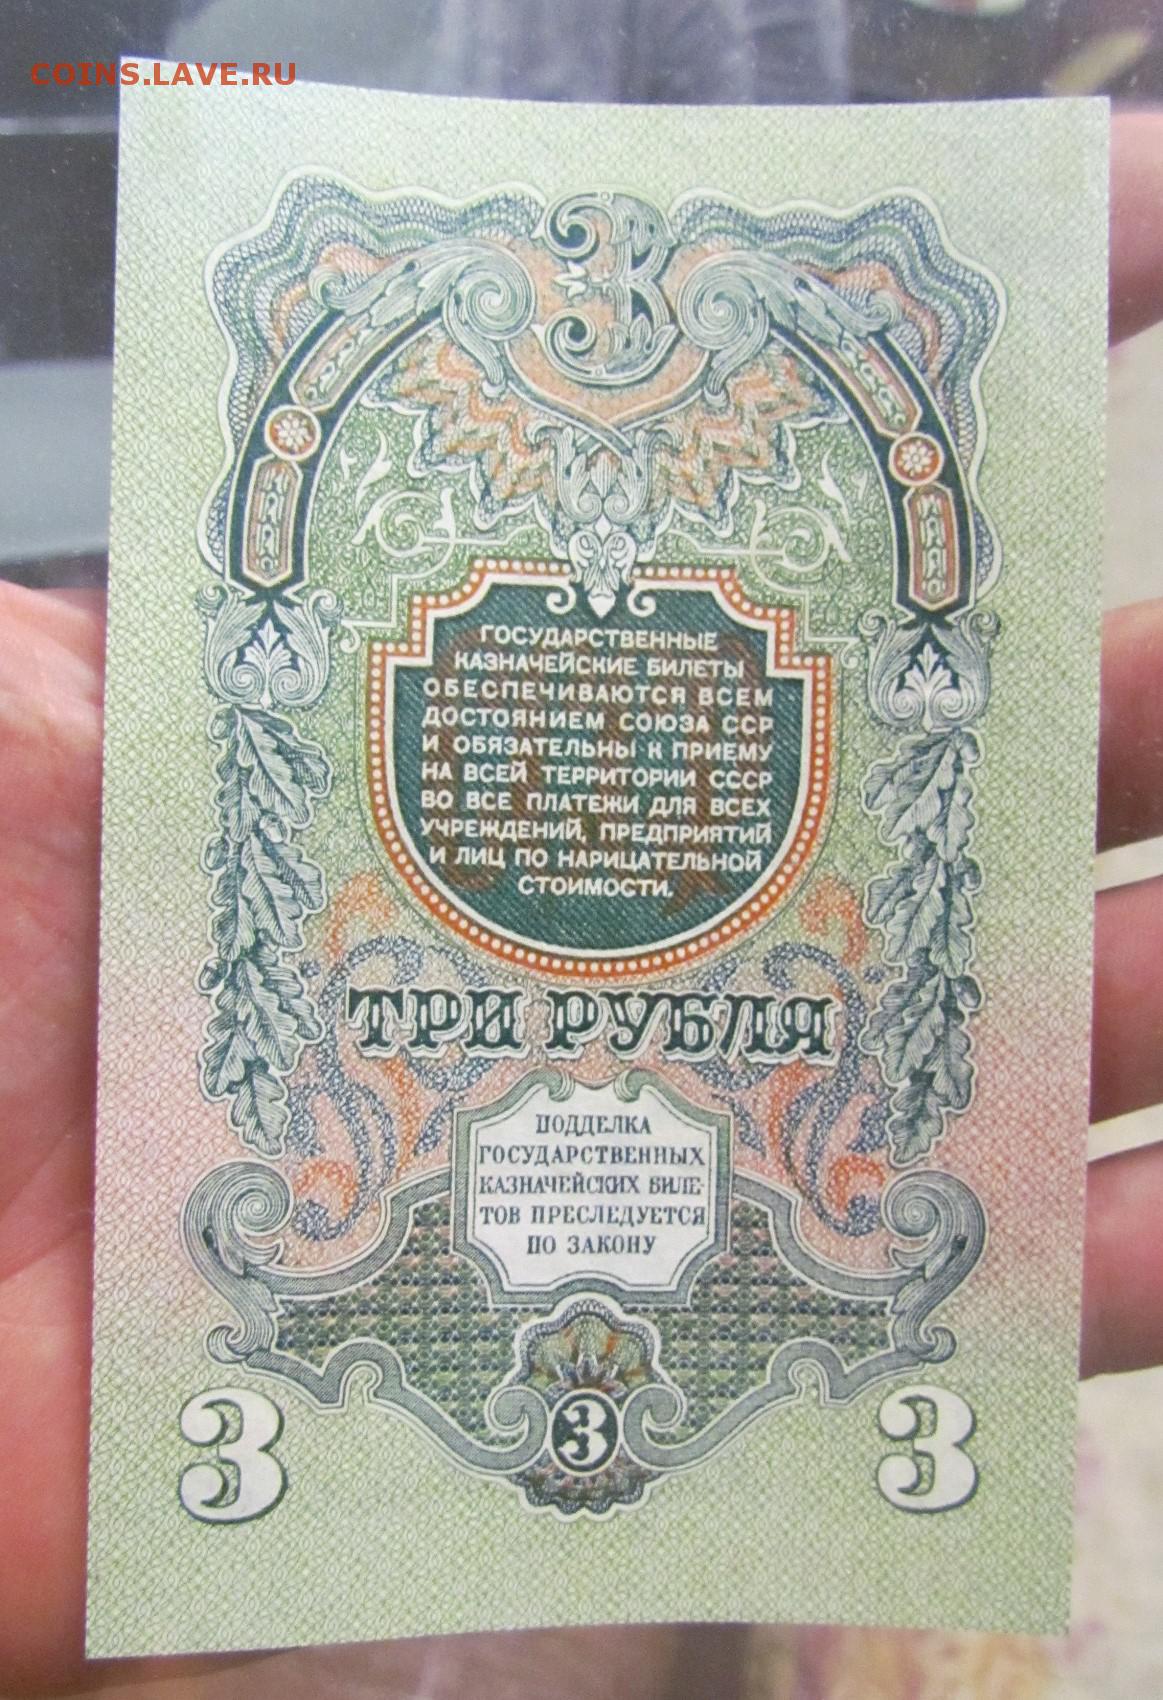 COINS.LAVE.RU
3
ГОСУДАРСТВЕННЫЕ
КАЗНАЧЕЙСКИЕ БИЛЕТЫ
ОБЕСПЕЧИВАЮТСЯ ВСЕМ
ДОСТОЯНИЕМ СОЮЗА ССР
И ОБЯЗАТЕЛЬНЫ К ПРИЕМУ
НА ВСЕЙ ТЕРРИТОРИИ СССР
ВО ВСЕ ПЛАТЕЖИ ДЛЯ ВСЕХ
УЧРЕЖДЕНИЙ, ПРЕДПРИЯТИЙ
И ЛИЦ ПО НАРИЦАТЕЛЬНОЙ
СТОИМОСТИ.
ТРИ РУБЛЯ
ПОДДЕЛКА
ГОСУДАРСТВЕННЫХ
КАЗНАЧЕЙСКИХ БИЛЕ-
ТОВ ПРЕСЛЕДУЕТСЯ
ПО ЗАКОНУ
3 3 3